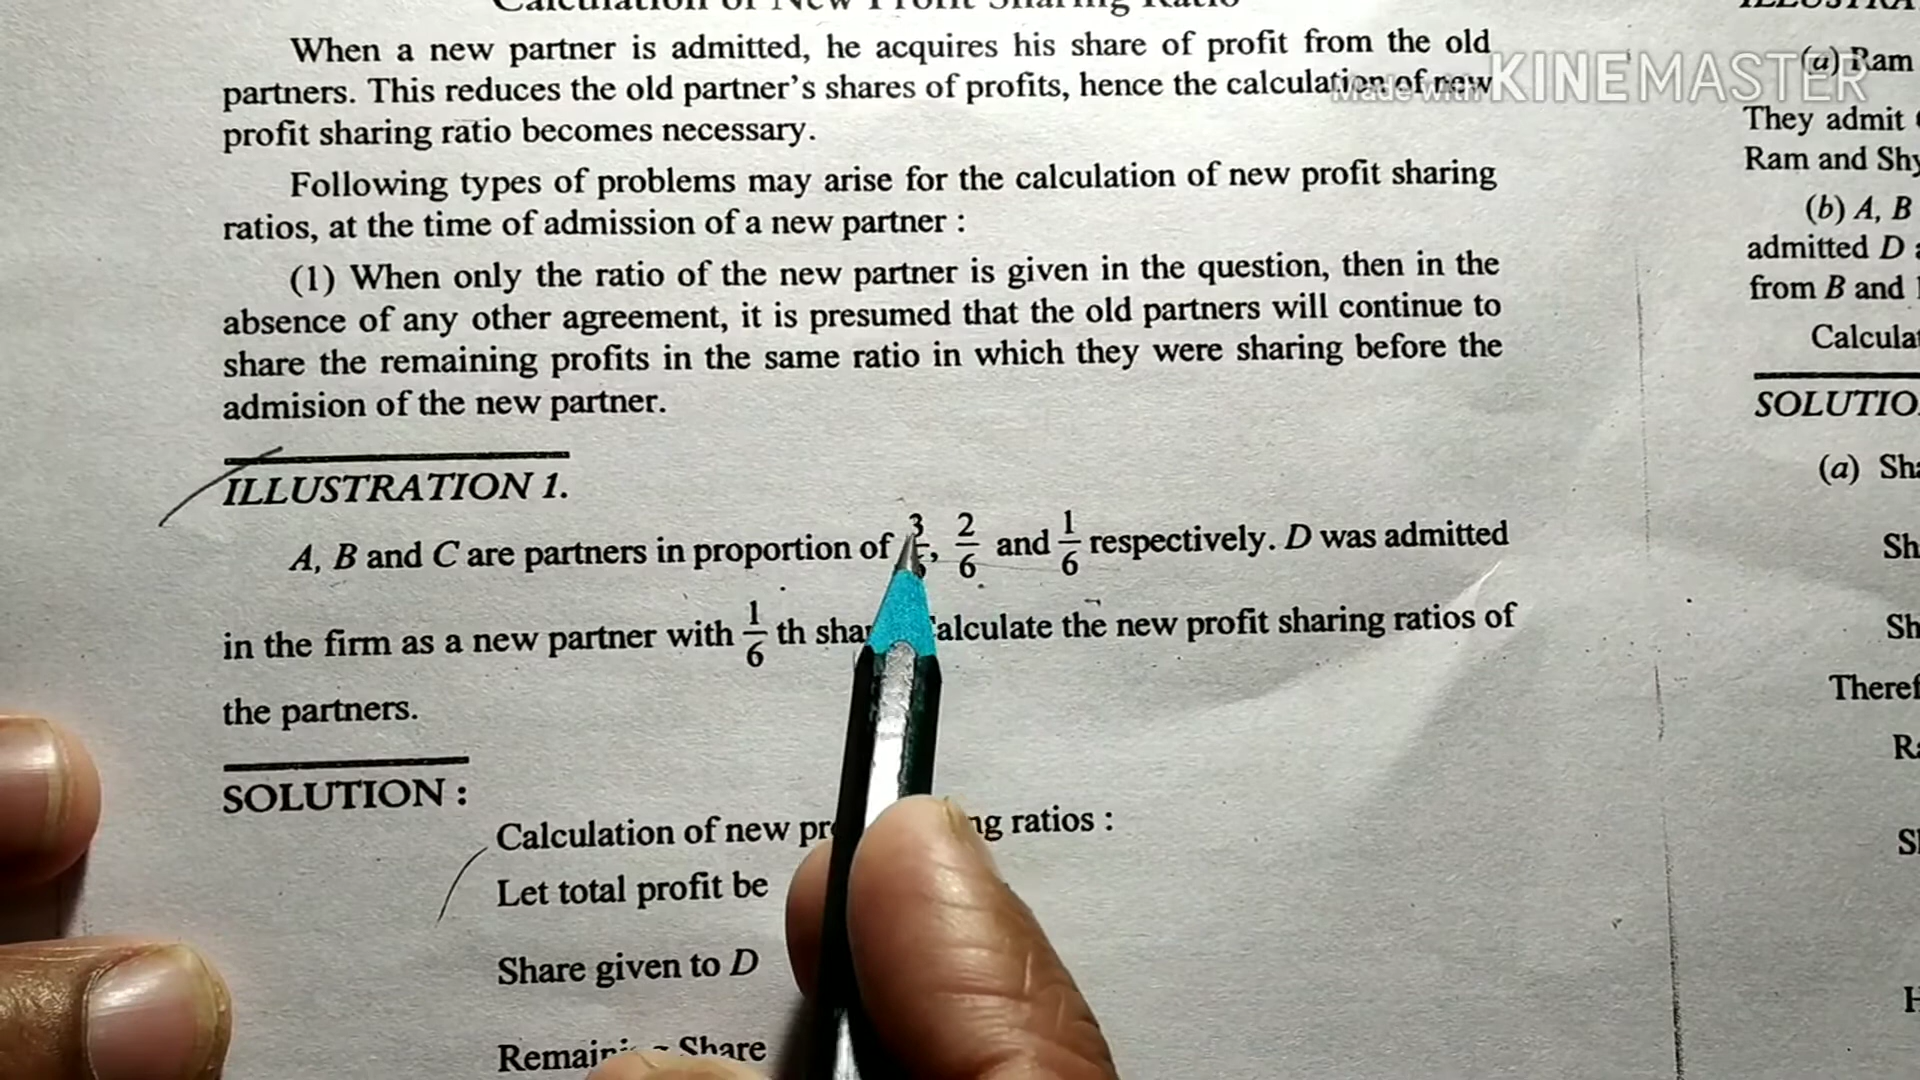 Calculation of New Profit Sharing Ratio
When a new partner is admitted, he acquires his share of profit from the old
partners. This reduces the old partner's shares of profits, hence the calculation of new
profit sharing ratio becomes necessary.
Following types of problems may arise for the calculation of new profit sharing
ratios, at the time of admission of a new partner :
(1) When only the ratio of the new partner is given in the question, then in the
absence of any other agreement, it is presumed that the old partners will continue to
share the remaining profits in the same ratio in which they were sharing before the
admision of the new partner.
ILLUSTRATION 1.
A, B and C are partners in proportion of 3/6, 2/6 and 1/6 respectively. D was admitted
in the firm as a new partner with 1/6 th shar alculate the new profit sharing ratios of
the partners.
SOLUTION :
Calculation of new pr ng ratios :
Let total profit be
Share given to D
Share
Made with KINEMASTER
(a) Ram
They admit
Ram and Shy
(b) A, B
admitted D
from B and
Calcula
SOLUTIO
(a) Sha
Sh
Sh
Theref